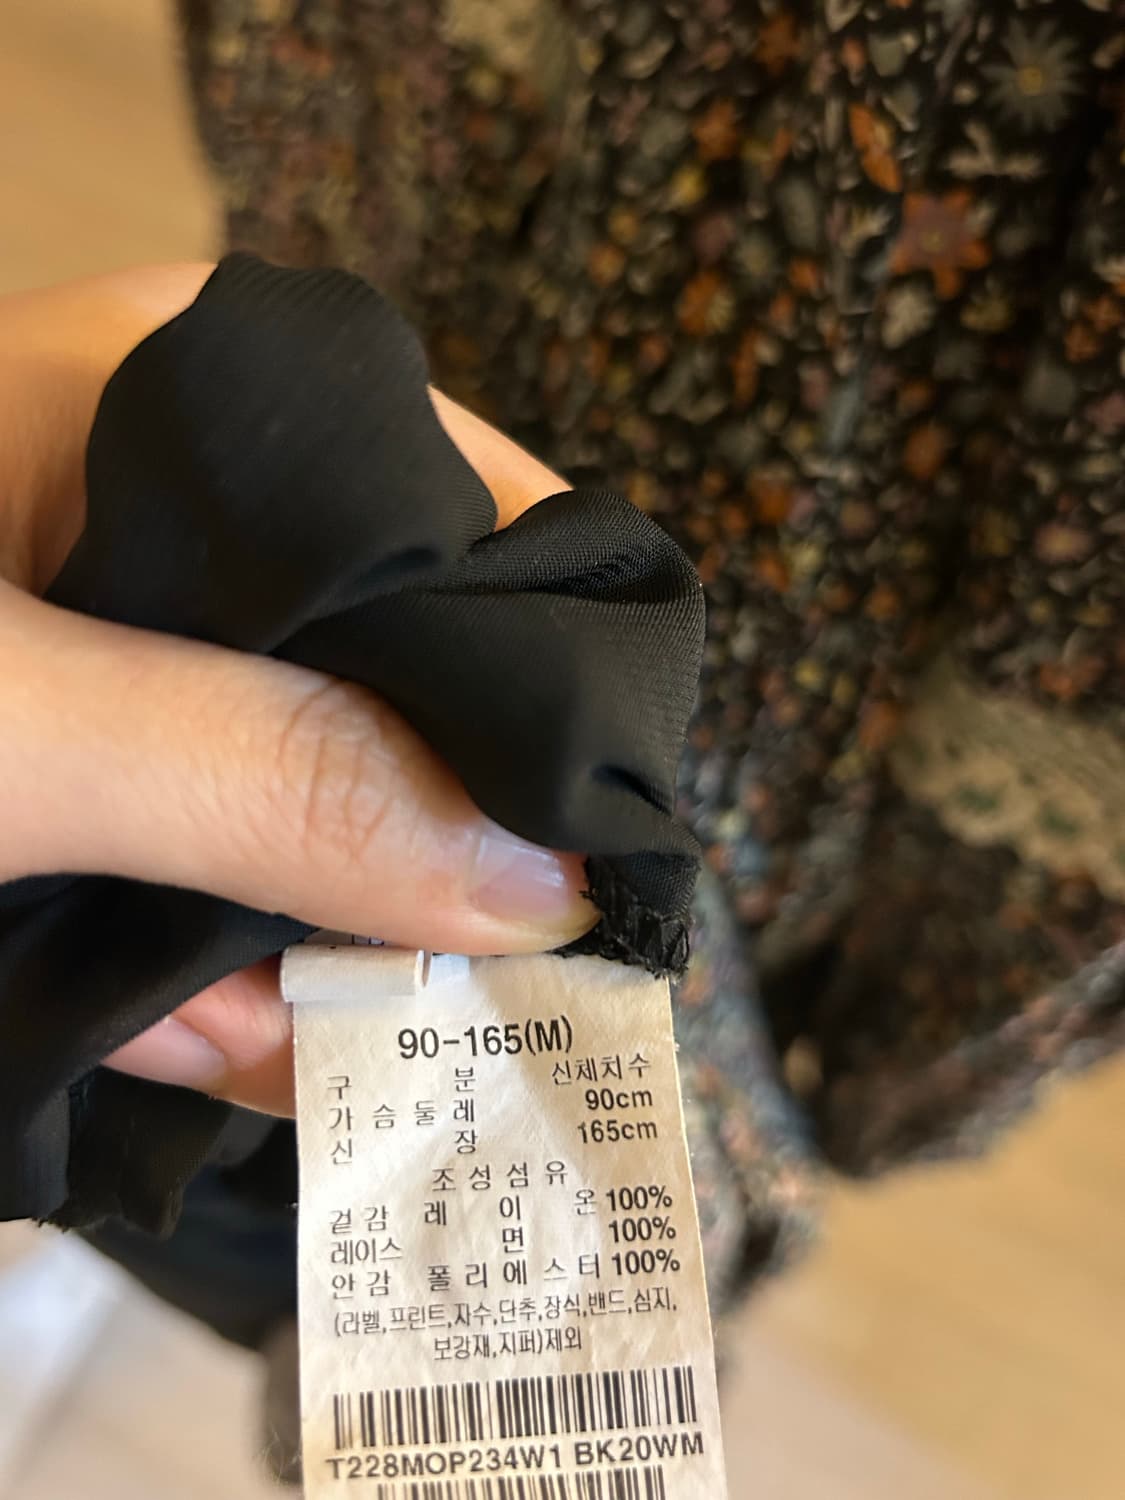 90-165(M)
구 분 신체치수
가슴둘레 90cm
신 장 165cm
조성섬유
겉감 레이온 100%
레이스 면 100%
안감 폴리에스터 100%
(라벨,프린트,자수,단추,장식,밴드,심지,
보강재,지퍼)제외
T228MOP234W1 BK20WM